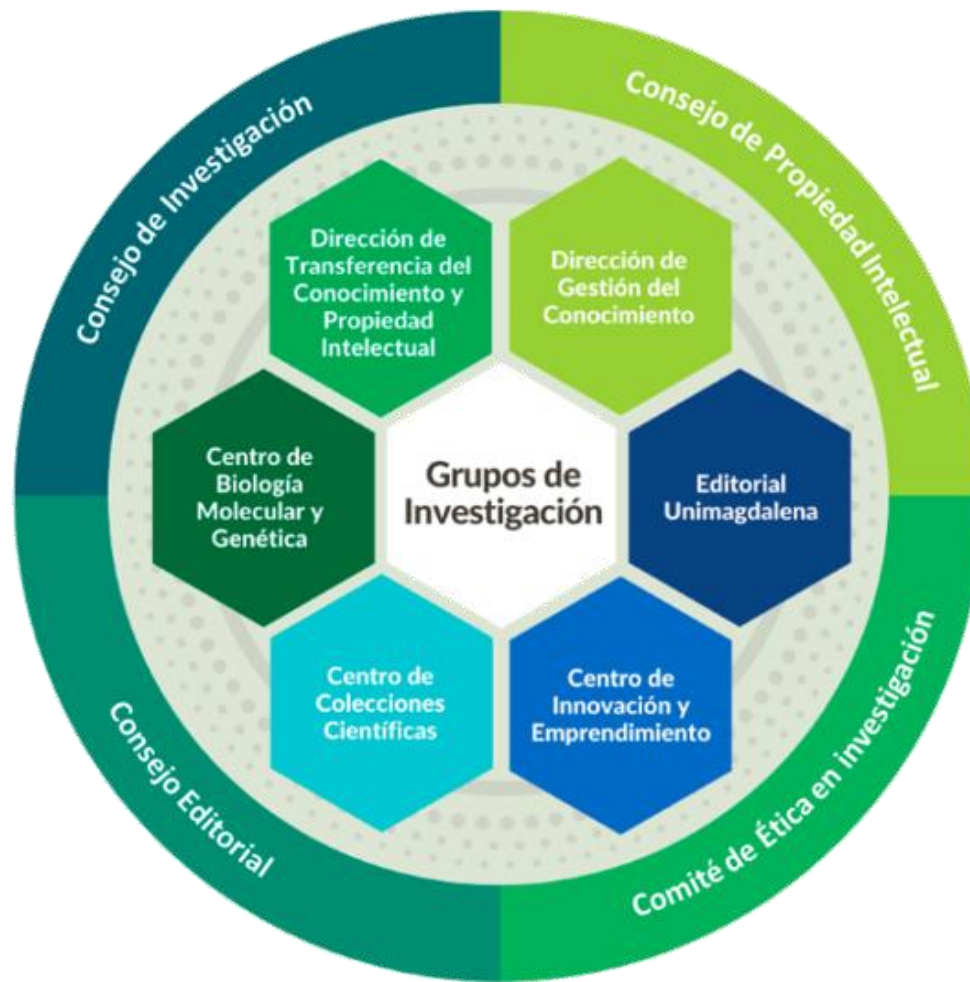 Consejo de Investigación
Consejo de Propiedad Intelectual
Dirección de
Transferencia del
Conocimiento y
Propiedad
Intelectual
Dirección de
Gestión del
Conocimiento
Centro de
Biología
Molecular y
Genética
Grupos de
Investigación
Editorial
Unimagdalena
Centro de
Colecciones
Científicas
Centro de
Innovación y
Emprendimiento
Consejo Editorial
Comité de Ética en investigación